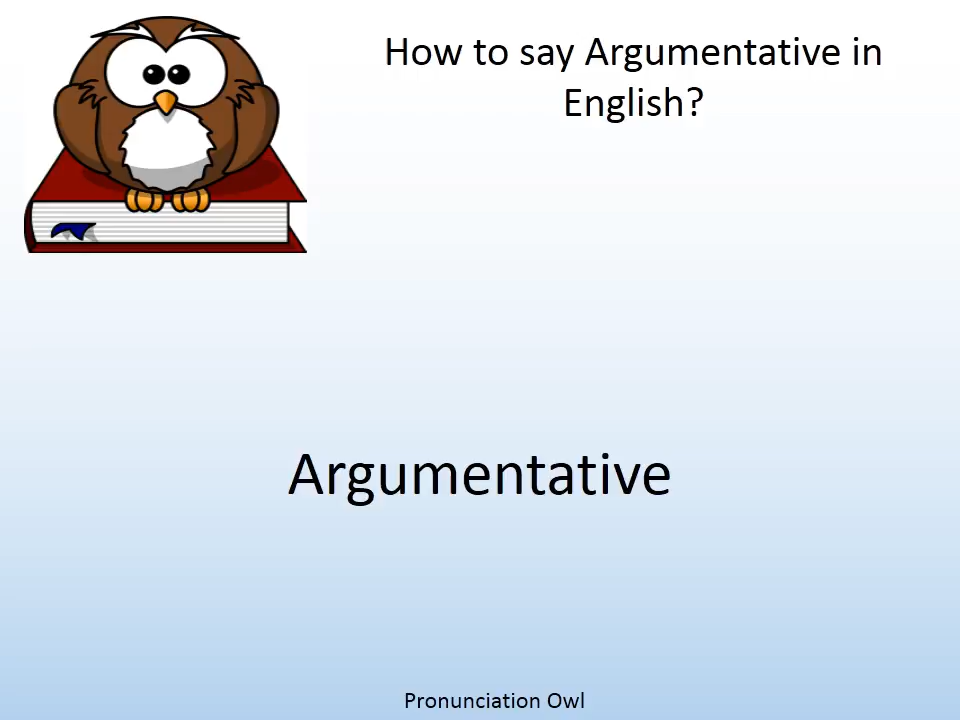 How to say Argumentative in
English?
Argumentative
Pronunciation Owl